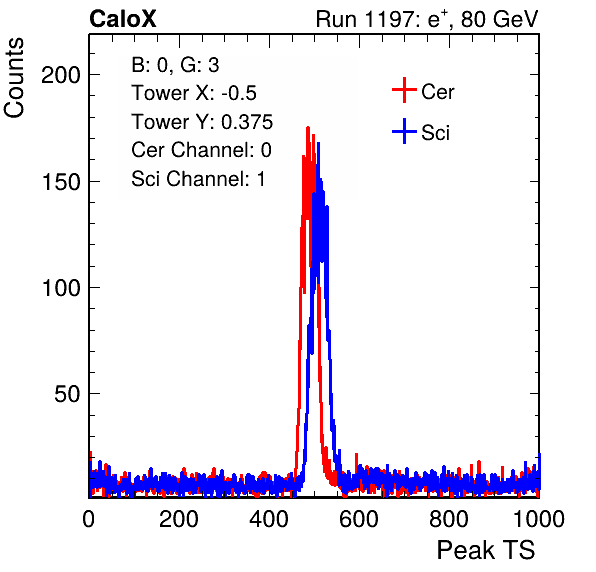 CaloX
Run 1197: e⁺, 80 GeV
Counts
B: 0, G: 3
Tower X: -0.5
Tower Y: 0.375
Cer Channel: 0
Sci Channel: 1
Cer
Sci
200
150
100
50
0 200 400 600 800 1000
Peak TS